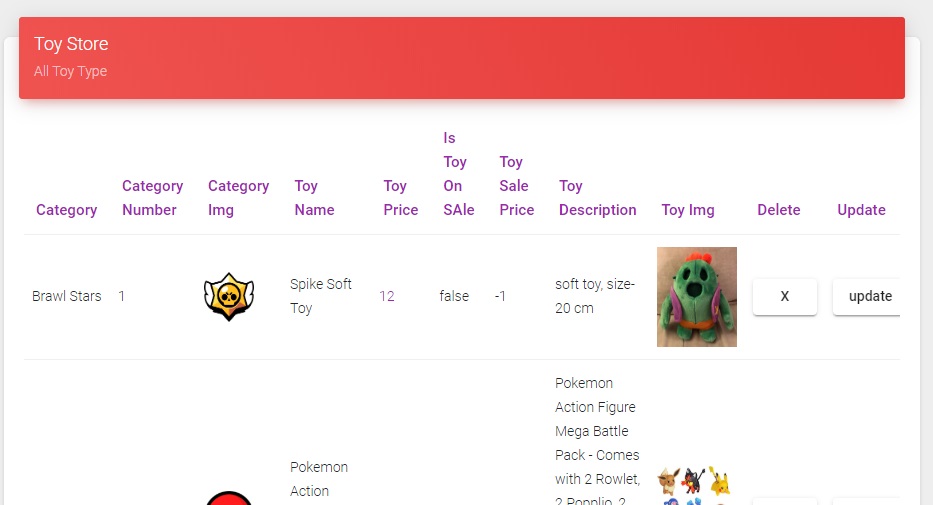 Toy Store
All Toy Type
Category
Category
Number
Category
Img
Toy
Name
Toy
Price
Is
Toy
On
SAle
Toy
Sale
Price
Toy
Description
Toy Img
Delete
Update
Brawl Stars
1
Spike Soft
Toy
12
false
-1
soft toy, size-
20 cm
X
update
Pokemon
Action
Pokemon
Action Figure
Mega Battle
Pack - Comes
with 2 Rowlet,
2 Popplio, 2